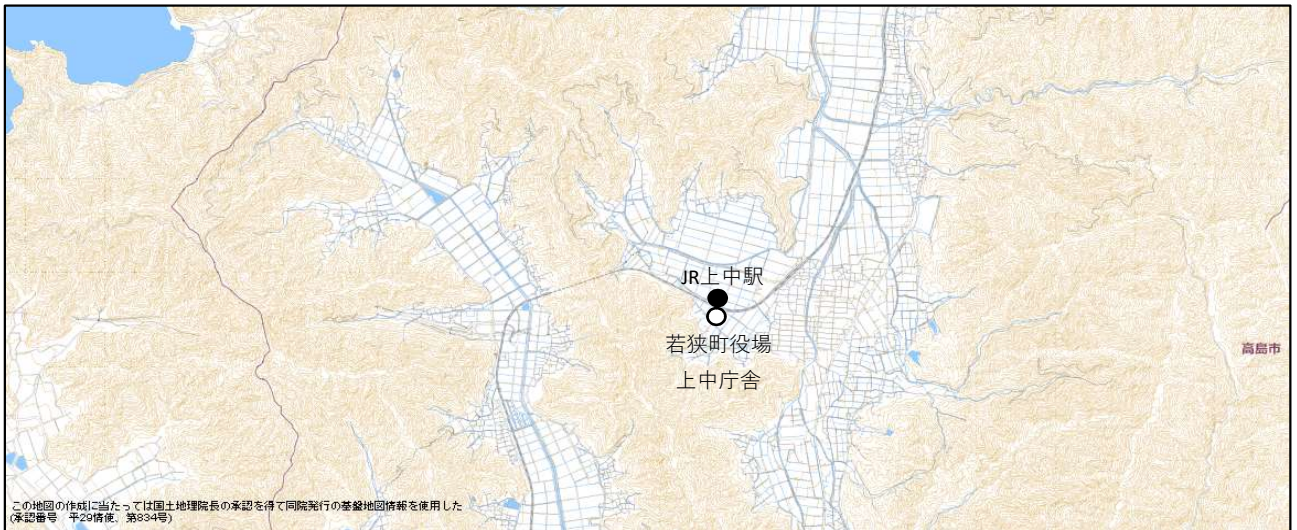 JR上中駅
若狭町役場
上中庁舎
高島市
この地図の作成に当たっては国土地理院長の承認を得て同院発行の基盤地図情報を使用した
(承認番号 平29情使、第834号)